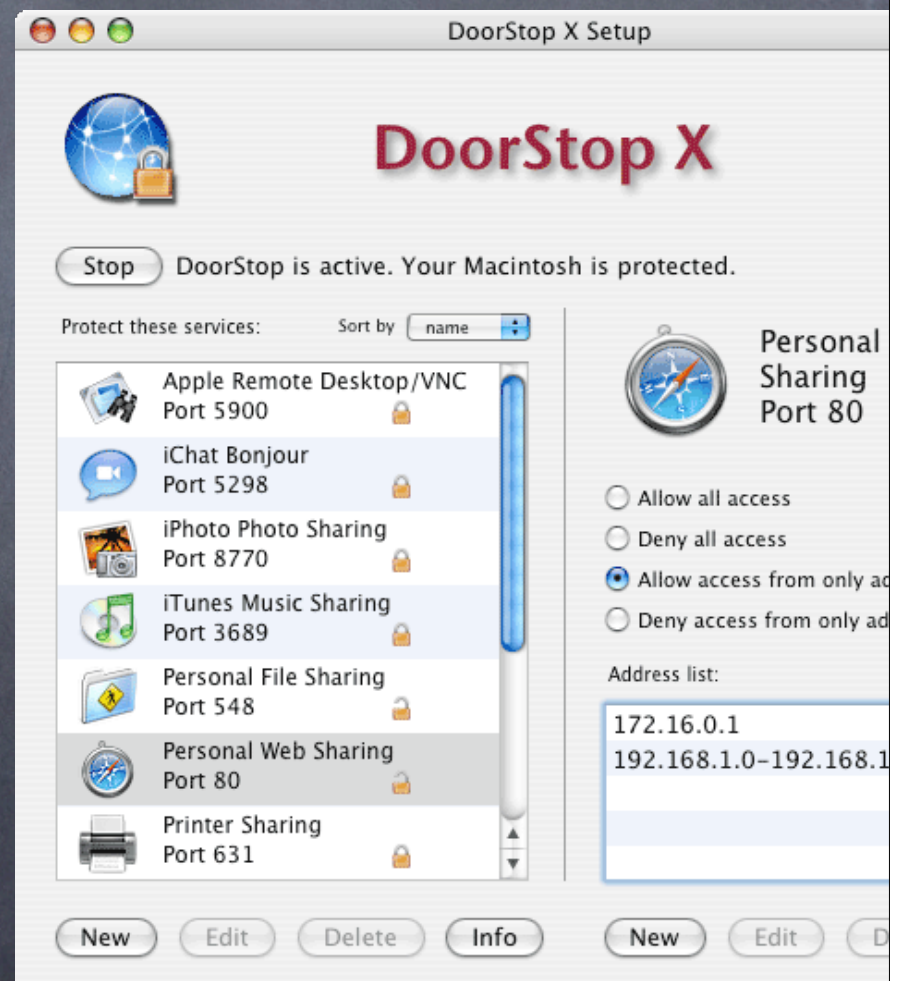 DoorStop X Setup
DoorStop X
Stop DoorStop is active. Your Macintosh is protected.
Protect these services: Sort by name
Apple Remote Desktop/VNC
Port 5900
iChat Bonjour
Port 5298
iPhoto Photo Sharing
Port 8770
iTunes Music Sharing
Port 3689
Personal File Sharing
Port 548
Personal Web Sharing
Port 80
Printer Sharing
Port 631
New Edit Delete Info
Personal
Sharing
Port 80
Allow all access
Deny all access
Allow access from only ad
Deny access from only ad
Address list:
172.16.0.1
192.168.1.0-192.168.1
New Edit D